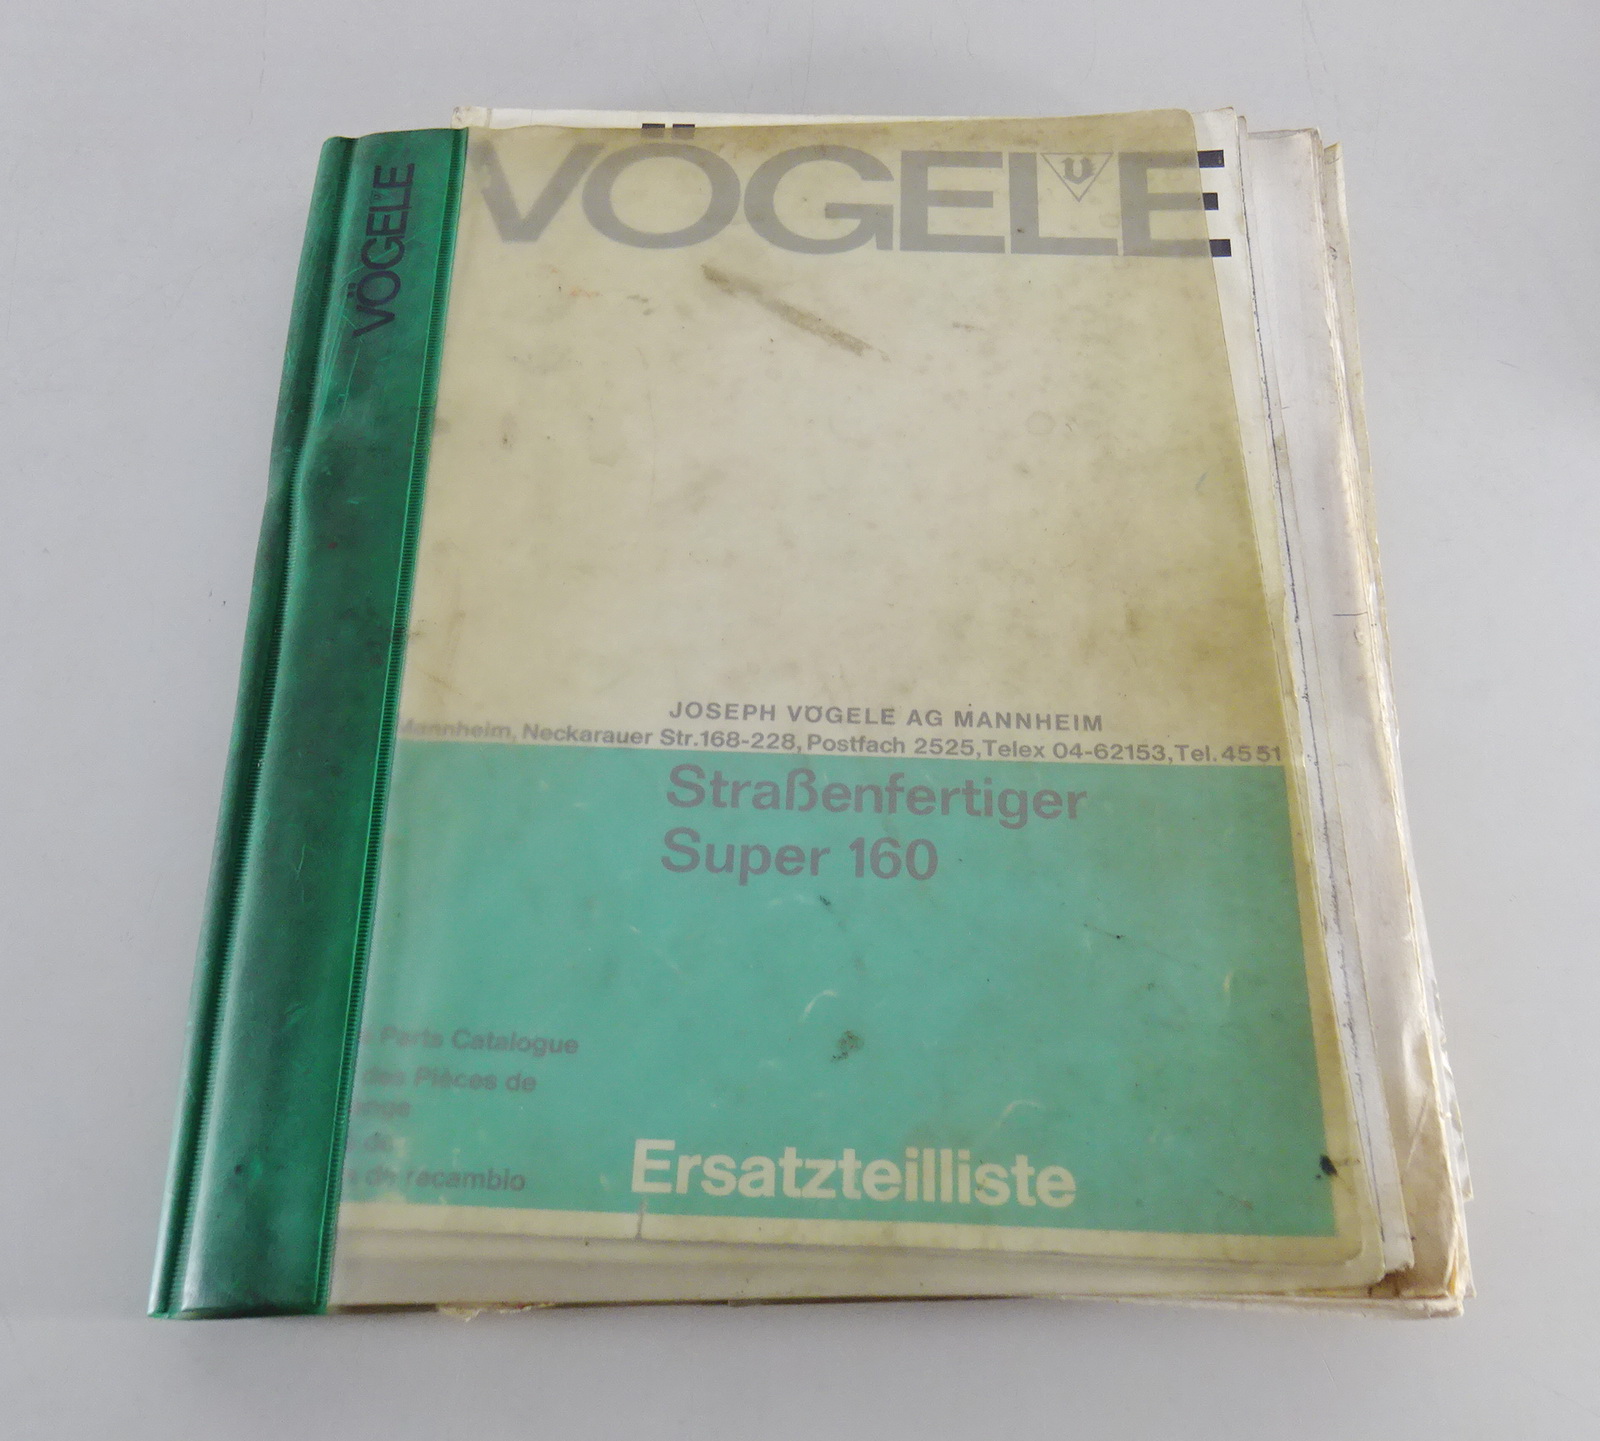 VÖGELE
VÖGELE
JOSEPH VÖGELE AG MANNHEIM
Mannheim, Neckarauer Str.168-228, Postfach 2525, Telex 04-62153, Tel. 4551
Straßenfertiger
Super 160
Parts Catalogue
des Pièces de
de
de recambio
Ersatzteilliste